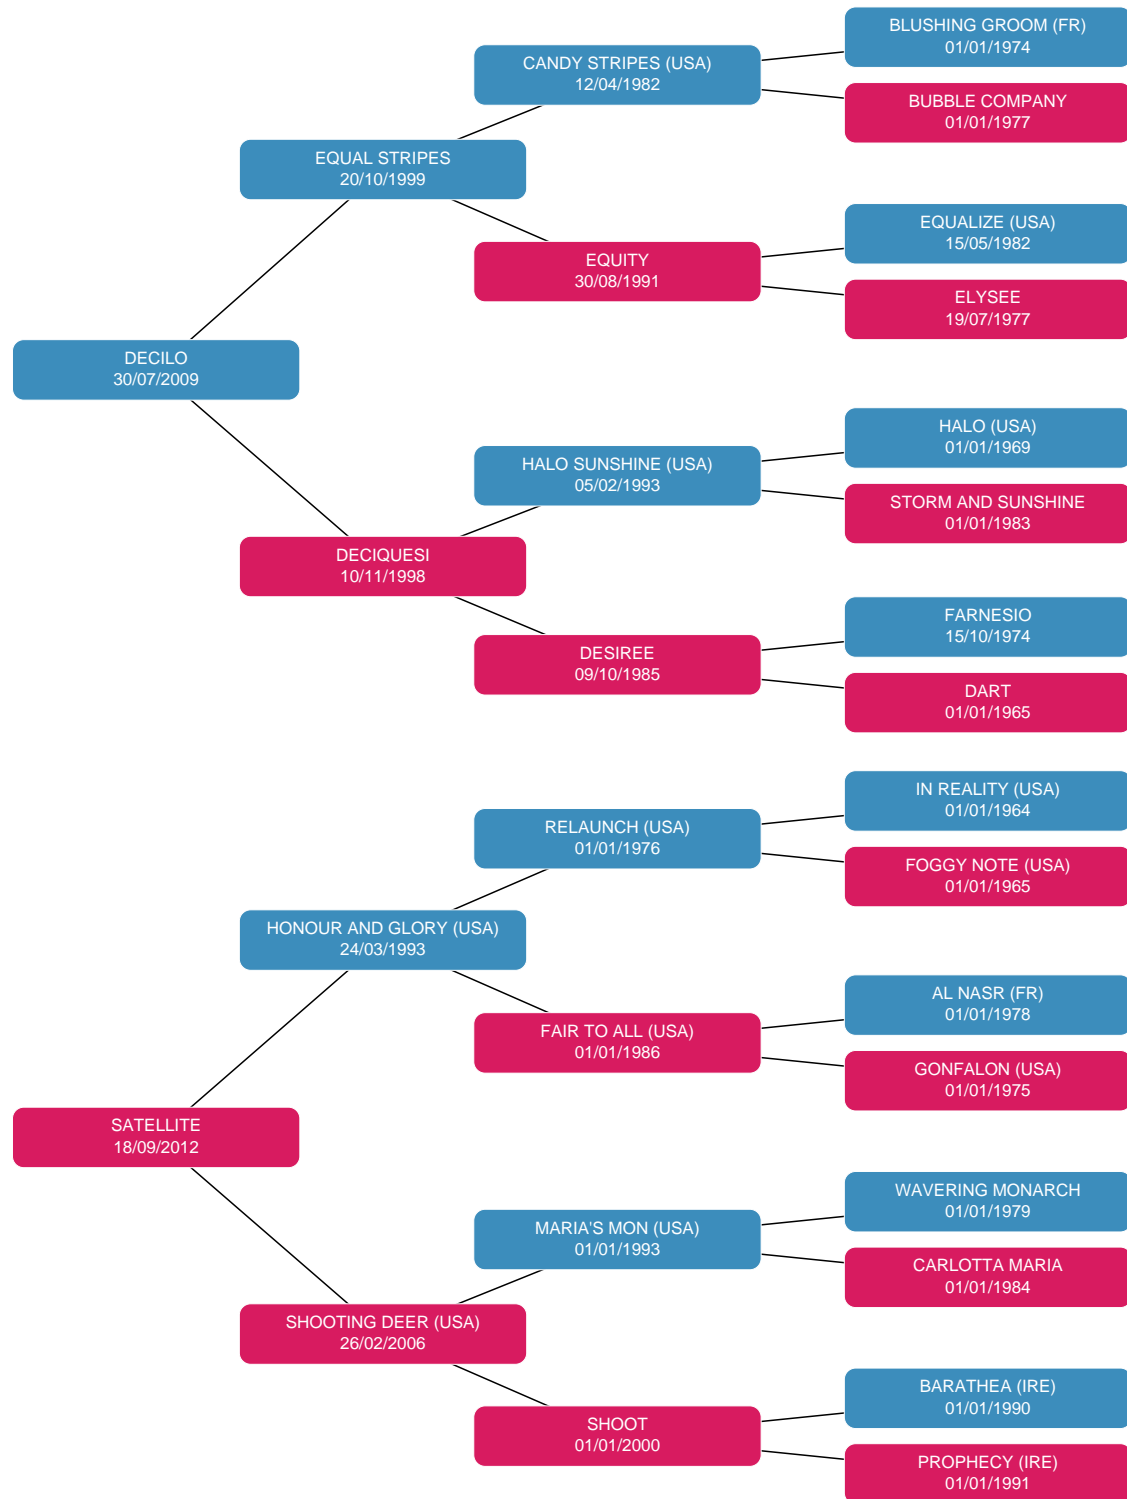 BLUSHING GROOM (FR)
01/01/1974
CANDY STRIPES (USA)
12/04/1982
BUBBLE COMPANY
01/01/1977
EQUAL STRIPES
20/10/1999
EQUALIZE (USA)
15/05/1982
EQUITY
30/08/1991
ELYSEE
19/07/1977
DECILO
30/07/2009
HALO (USA)
01/01/1969
HALO SUNSHINE (USA)
05/02/1993
STORM AND SUNSHINE
01/01/1983
DECIQUESI
10/11/1998
FARNESIO
15/10/1974
DESIREE
09/10/1985
DART
01/01/1965
IN REALITY (USA)
01/01/1964
RELAUNCH (USA)
01/01/1976
FOGGY NOTE (USA)
01/01/1965
HONOUR AND GLORY (USA)
24/03/1993
AL NASR (FR)
01/01/1978
FAIR TO ALL (USA)
01/01/1986
GONFALON (USA)
01/01/1975
SATELLITE
18/09/2012
WAVERING MONARCH
01/01/1979
MARIA'S MON (USA)
01/01/1993
CARLOTTA MARIA
01/01/1984
SHOOTING DEER (USA)
26/02/2006
BARATHEA (IRE)
01/01/1990
SHOOT
01/01/2000
PROPHECY (IRE)
01/01/1991